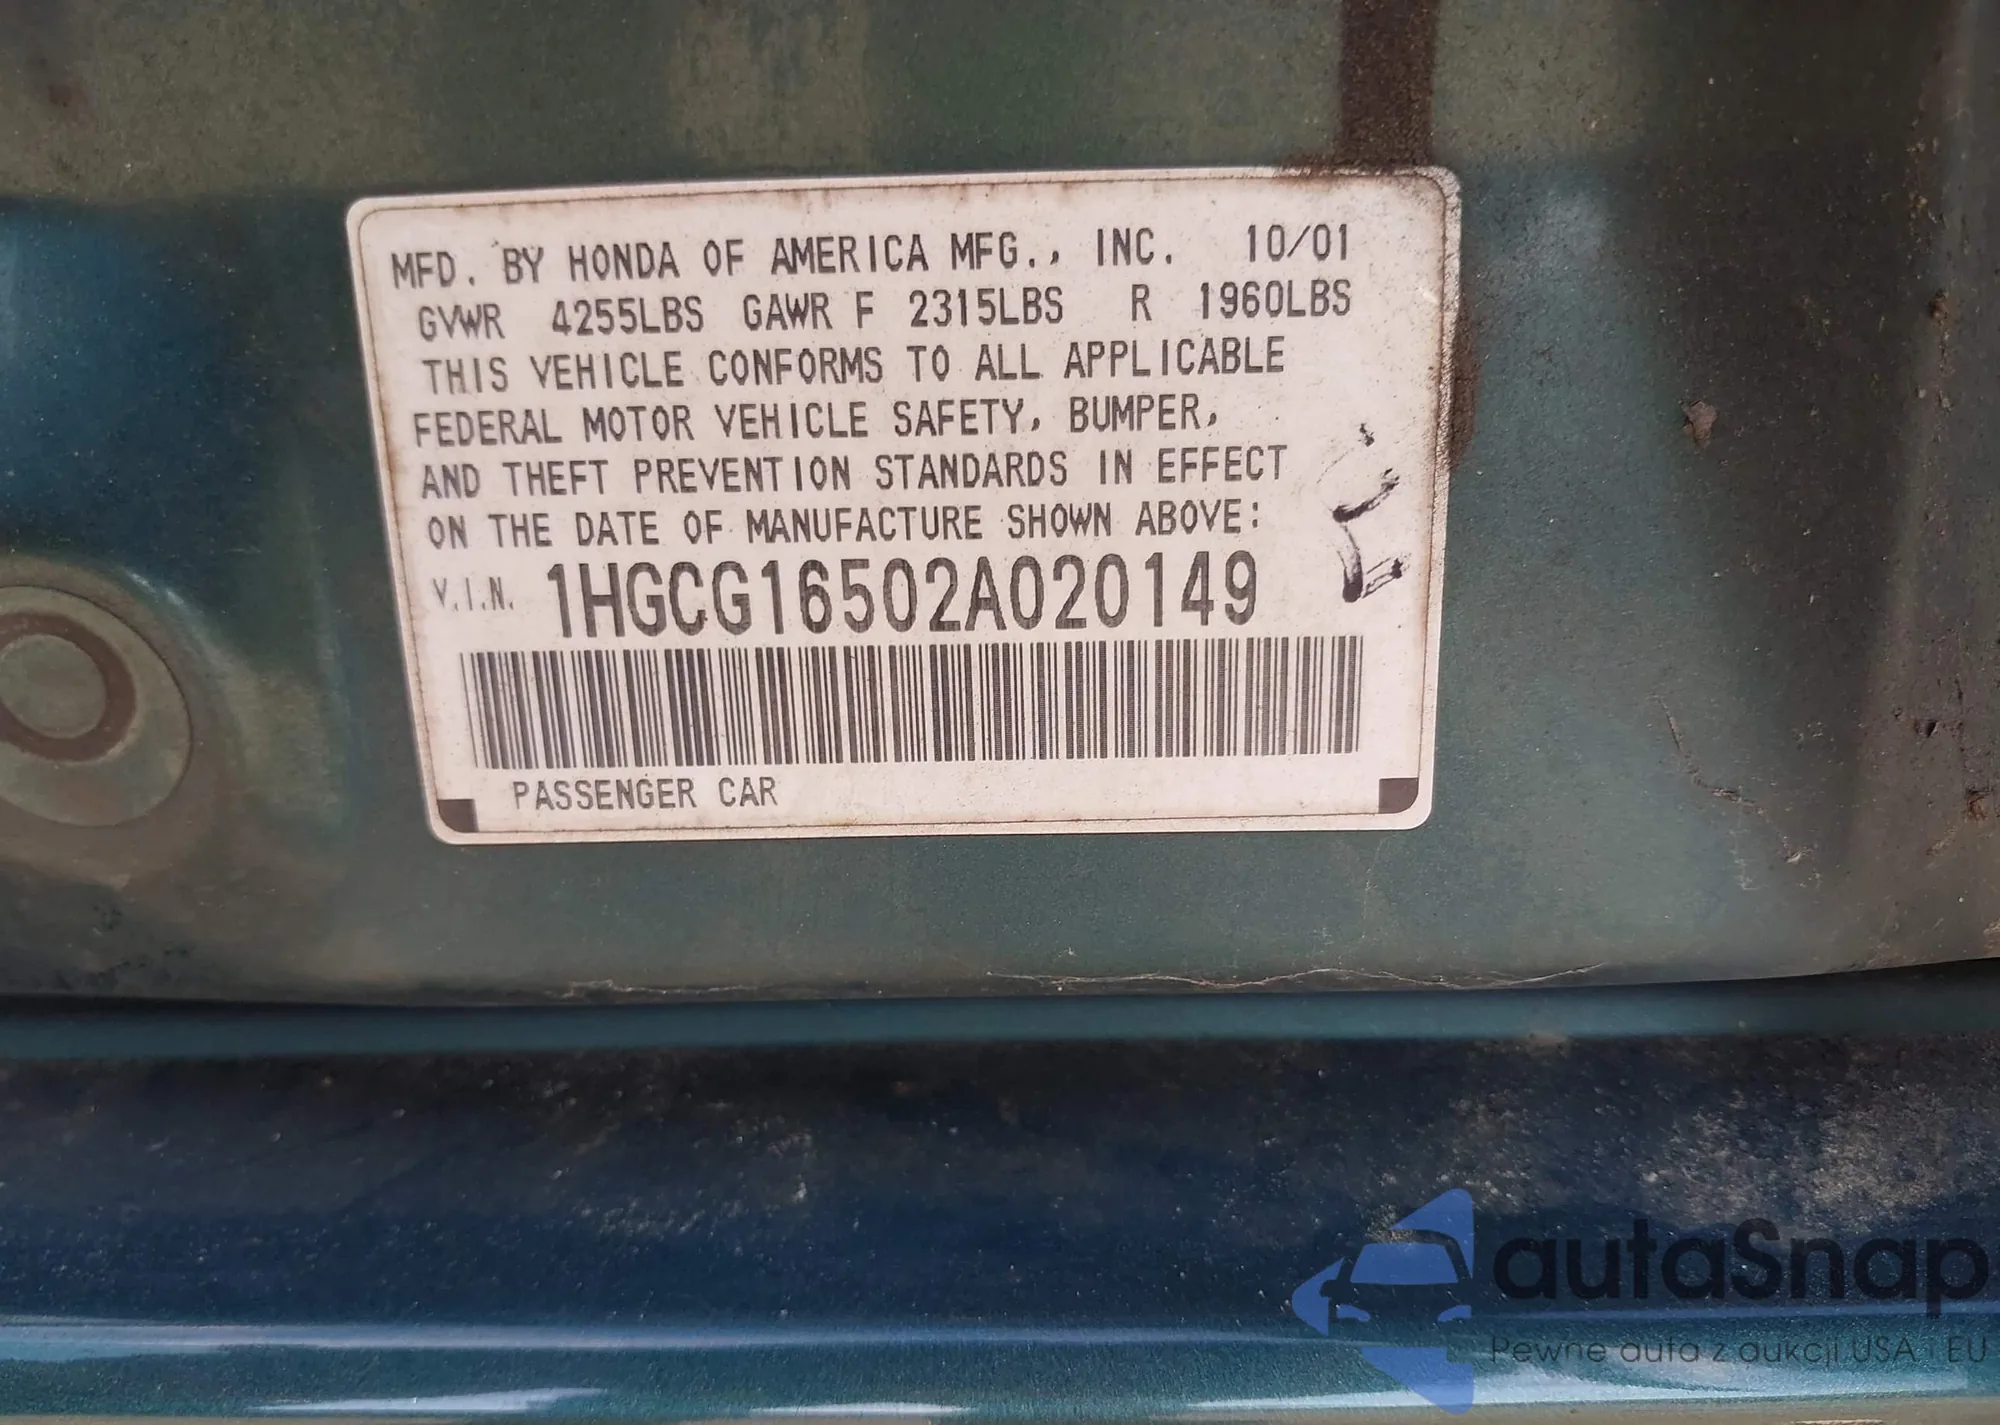 MFD. BY HONDA OF AMERICA MFG., INC. 10/01
GVWR 4255LBS GAWR F 2315LBS R 1960LBS
THIS VEHICLE CONFORMS TO ALL APPLICABLE
FEDERAL MOTOR VEHICLE SAFETY, BUMPER,
AND THEFT PREVENTION STANDARDS IN EFFECT
ON THE DATE OF MANUFACTURE SHOWN ABOVE:
V.I.N. 1HGCG16502A020149
PASSENGER CAR
autaSnap
Pewne auta z aukcji USA i EU